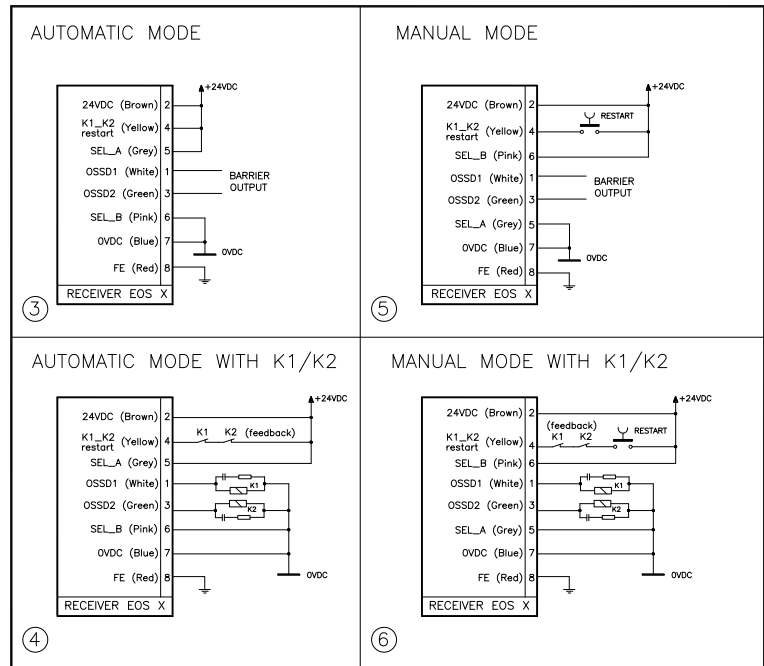 AUTOMATIC MODE
+24VDC
24VDC (Brown) 2
K1_K2 restart (Yellow) 4
SEL_A (Grey) 5
OSSD1 (White) 1
OSSD2 (Green) 3
BARRIER OUTPUT
SEL_B (Pink) 6
0VDC (Blue) 7
0VDC
FE (Red) 8
RECEIVER EOS X
3
MANUAL MODE
+24VDC
24VDC (Brown) 2
RESTART
K1_K2 restart (Yellow) 4
SEL_B (Pink) 6
OSSD1 (White) 1
OSSD2 (Green) 3
BARRIER OUTPUT
SEL_A (Grey) 5
0VDC (Blue) 7
0VDC
FE (Red) 8
RECEIVER EOS X
5
AUTOMATIC MODE WITH K1/K2
+24VDC
24VDC (Brown) 2
K1 K2 (feedback)
K1_K2 restart (Yellow) 4
SEL_A (Grey) 5
OSSD1 (White) 1
K1
OSSD2 (Green) 3
K2
SEL_B (Pink) 6
0VDC (Blue) 7
0VDC
FE (Red) 8
RECEIVER EOS X
4
MANUAL MODE WITH K1/K2
+24VDC
24VDC (Brown) 2
(feedback)
K1 K2
RESTART
K1_K2 restart (Yellow) 4
SEL_B (Pink) 6
OSSD1 (White) 1
K1
OSSD2 (Green) 3
K2
SEL_A (Grey) 5
0VDC (Blue) 7
0VDC
FE (Red) 8
RECEIVER EOS X
6